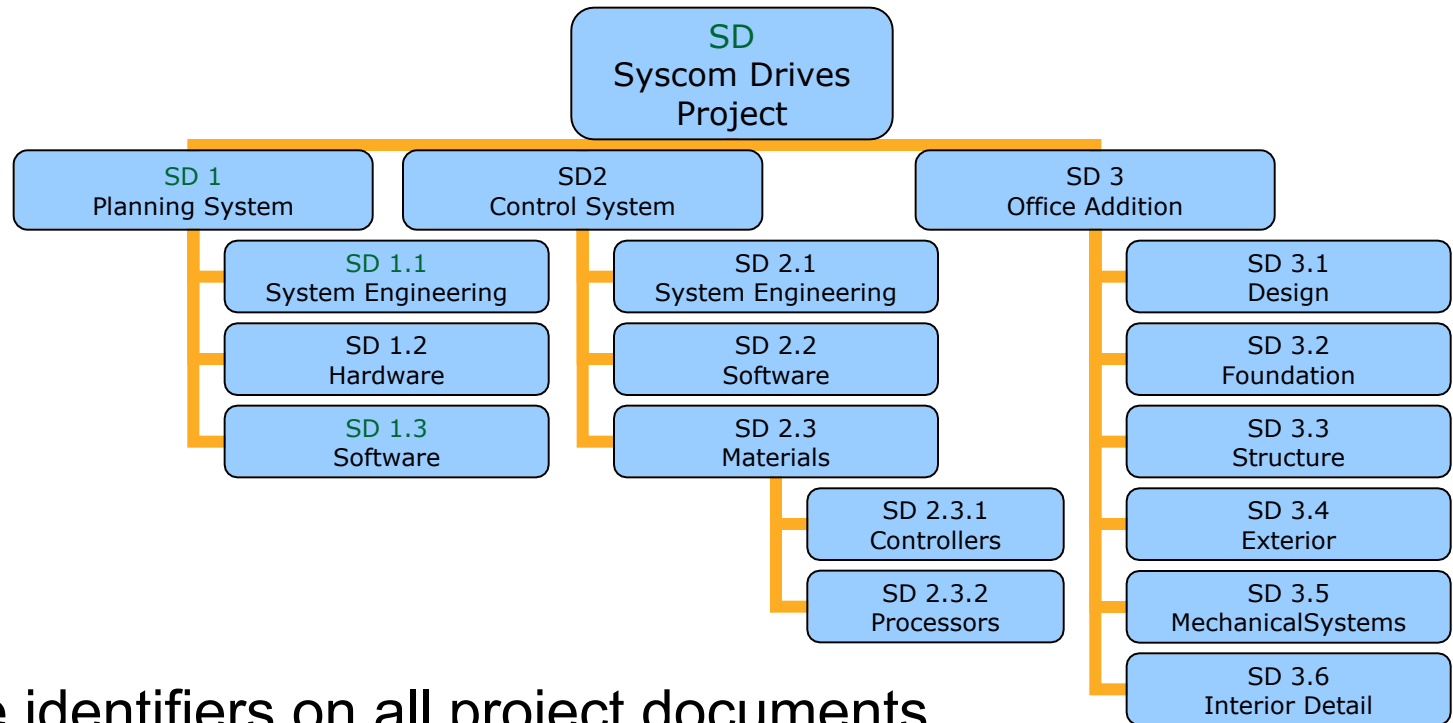 SD
Syscom Drives
Project
SD 1
Planning System
SD2
Control System
SD 3
Office Addition
SD 1.1
System Engineering
SD 1.2
Hardware
SD 1.3
Software
SD 2.1
System Engineering
SD 2.2
Software
SD 2.3
Materials
SD 2.3.1
Controllers
SD 2.3.2
Processors
SD 3.1
Design
SD 3.2
Foundation
SD 3.3
Structure
SD 3.4
Exterior
SD 3.5
MechanicalSystems
SD 3.6
Interior Detail
identifiers on all project documents